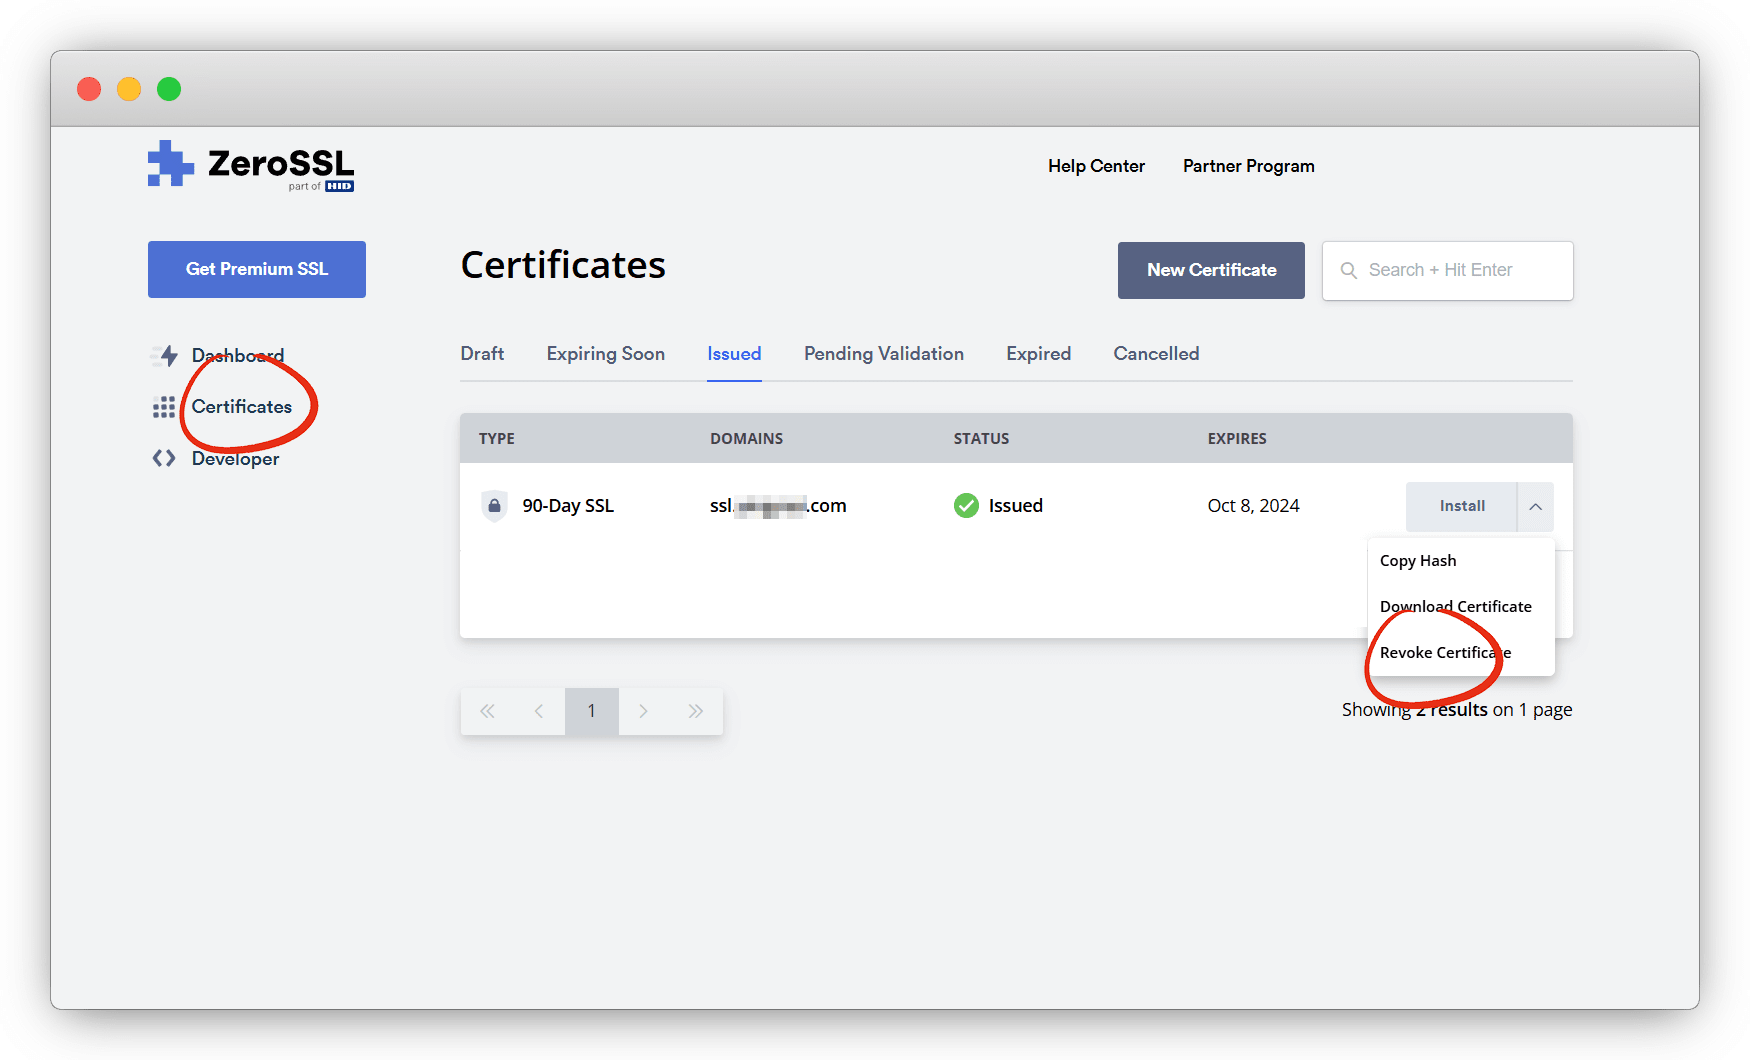 ZeroSSL
part of HID
Help Center Partner Program
Get Premium SSL
Certificates
New Certificate
Search + Hit Enter
Dashboard
Certificates
Developer
Draft Expiring Soon Issued Pending Validation Expired Cancelled
TYPE DOMAINS STATUS EXPIRES
90-Day SSL ssl. .com Issued Oct 8, 2024 Install
Copy Hash
Download Certificate
Revoke Certificate
1
Showing 2 results on 1 page